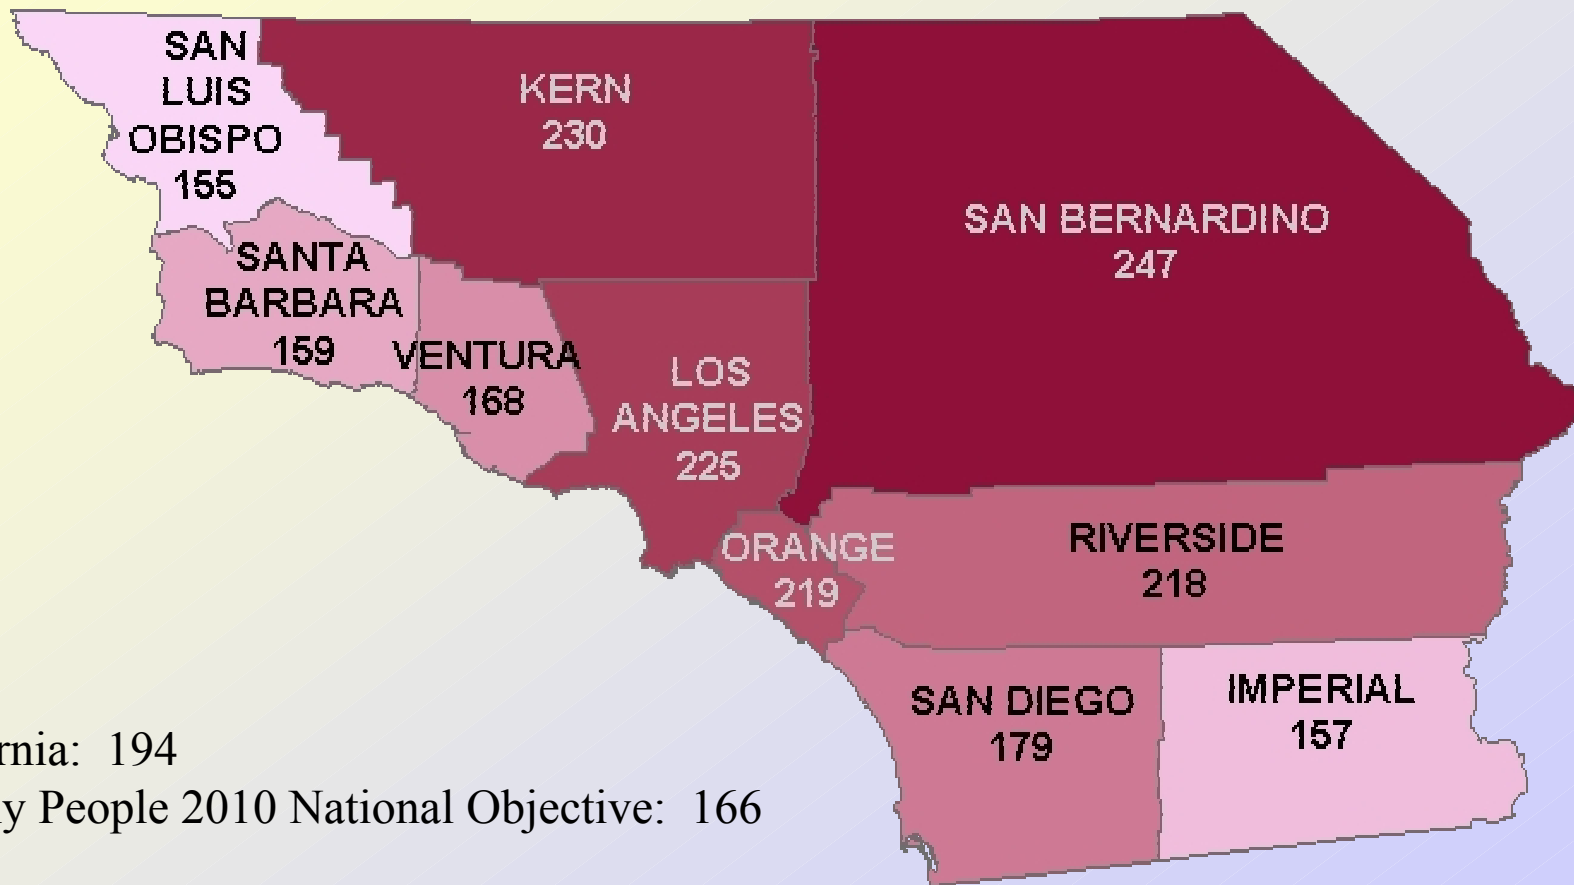 SAN
LUIS
OBISPO
155
KERN
230
SAN BERNARDINO
247
SANTA
BARBARA
159
VENTURA
168
LOS
ANGELES
225
ORANGE
219
RIVERSIDE
218
SAN DIEGO
179
IMPERIAL
157
rnia: 194
y People 2010 National Objective: 166